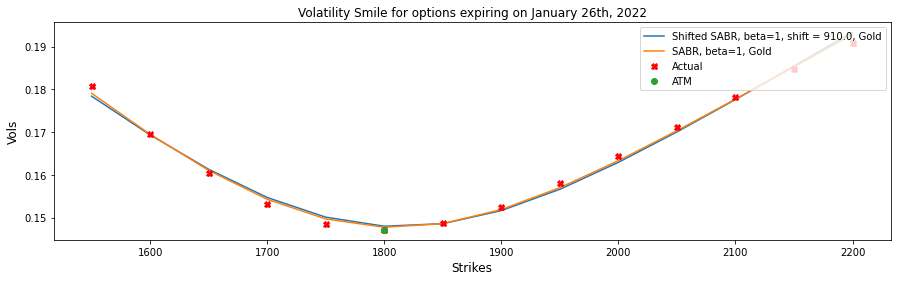 Volatility Smile for options expiring on January 26th, 2022
Shifted SABR, beta=1, shift = 910.0, Gold
SABR, beta=1, Gold
Actual
ATM
0.19
0.18
0.17
0.16
0.15
Vols
1600
1700
1800
1900
2000
2100
2200
Strikes